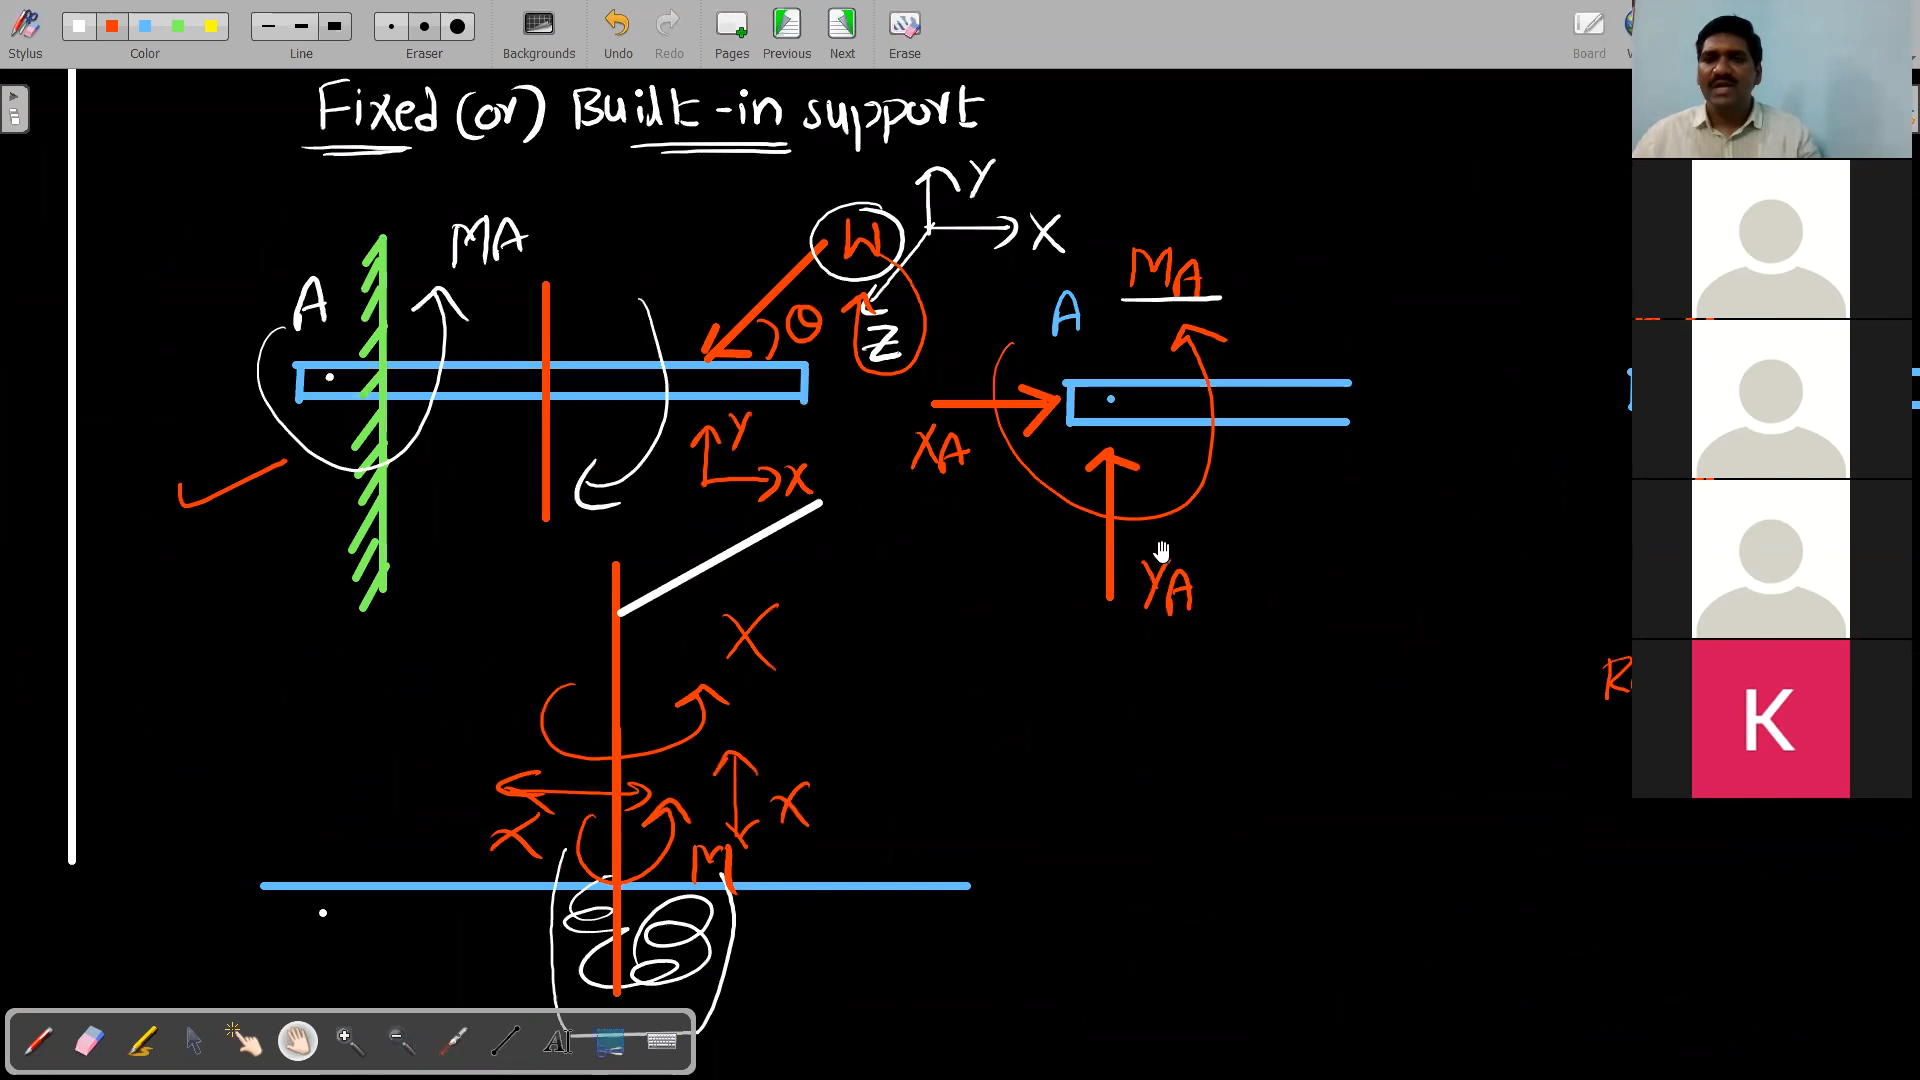 Stylus
Color
Line
Eraser
Backgrounds
Undo
Redo
Pages
Previous
Next
Erase
Board
Fixed (or) Built-in support
Y
X
Z
MA
A
W
θ
Y
X
MA
A
XA
YA
X
X
X
M
K
AI